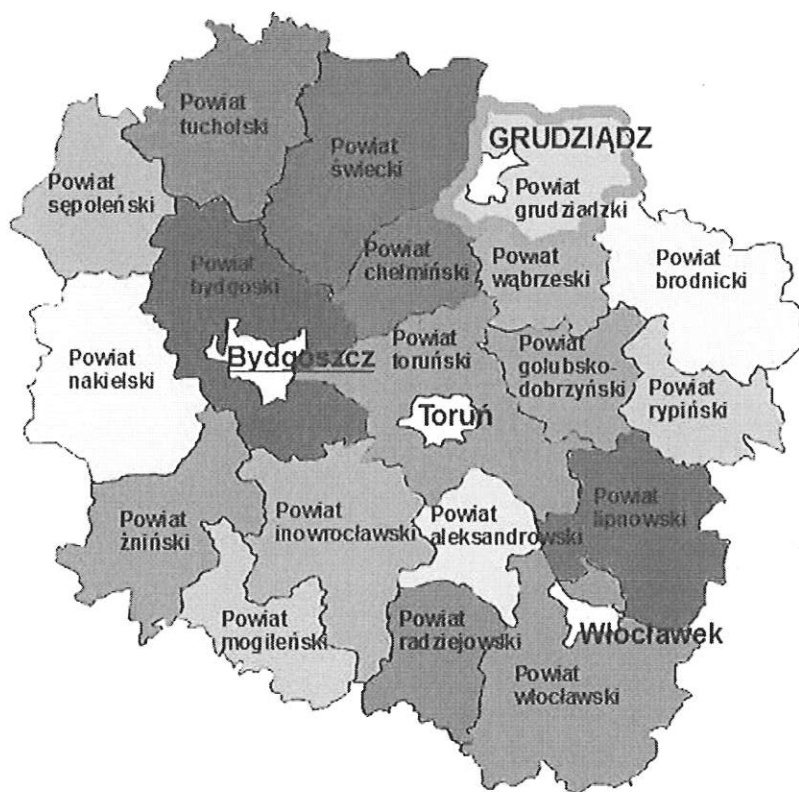 Powiat
tucholski
Powiat
świecki
GRUDZIĄDZ
Powiat
grudziadzki
Powiat
sępoleński
Powiat
bydgoski
Powiat
chełmiński
Powiat
wąbrzeski
Powiat
brodnicki
Powiat
nakielski
Bydgoszcz
Powiat
toruński
Powiat
golubsko-
dobrzyński
Powiat
rypiński
Toruń
Powiat
żniński
Powiat
inowrocławski
Powiat
aleksandrowski
Powiat
lipnowski
Powiat
mogileński
Powiat
radziejowski
Włocławek
Powiat
włocławski